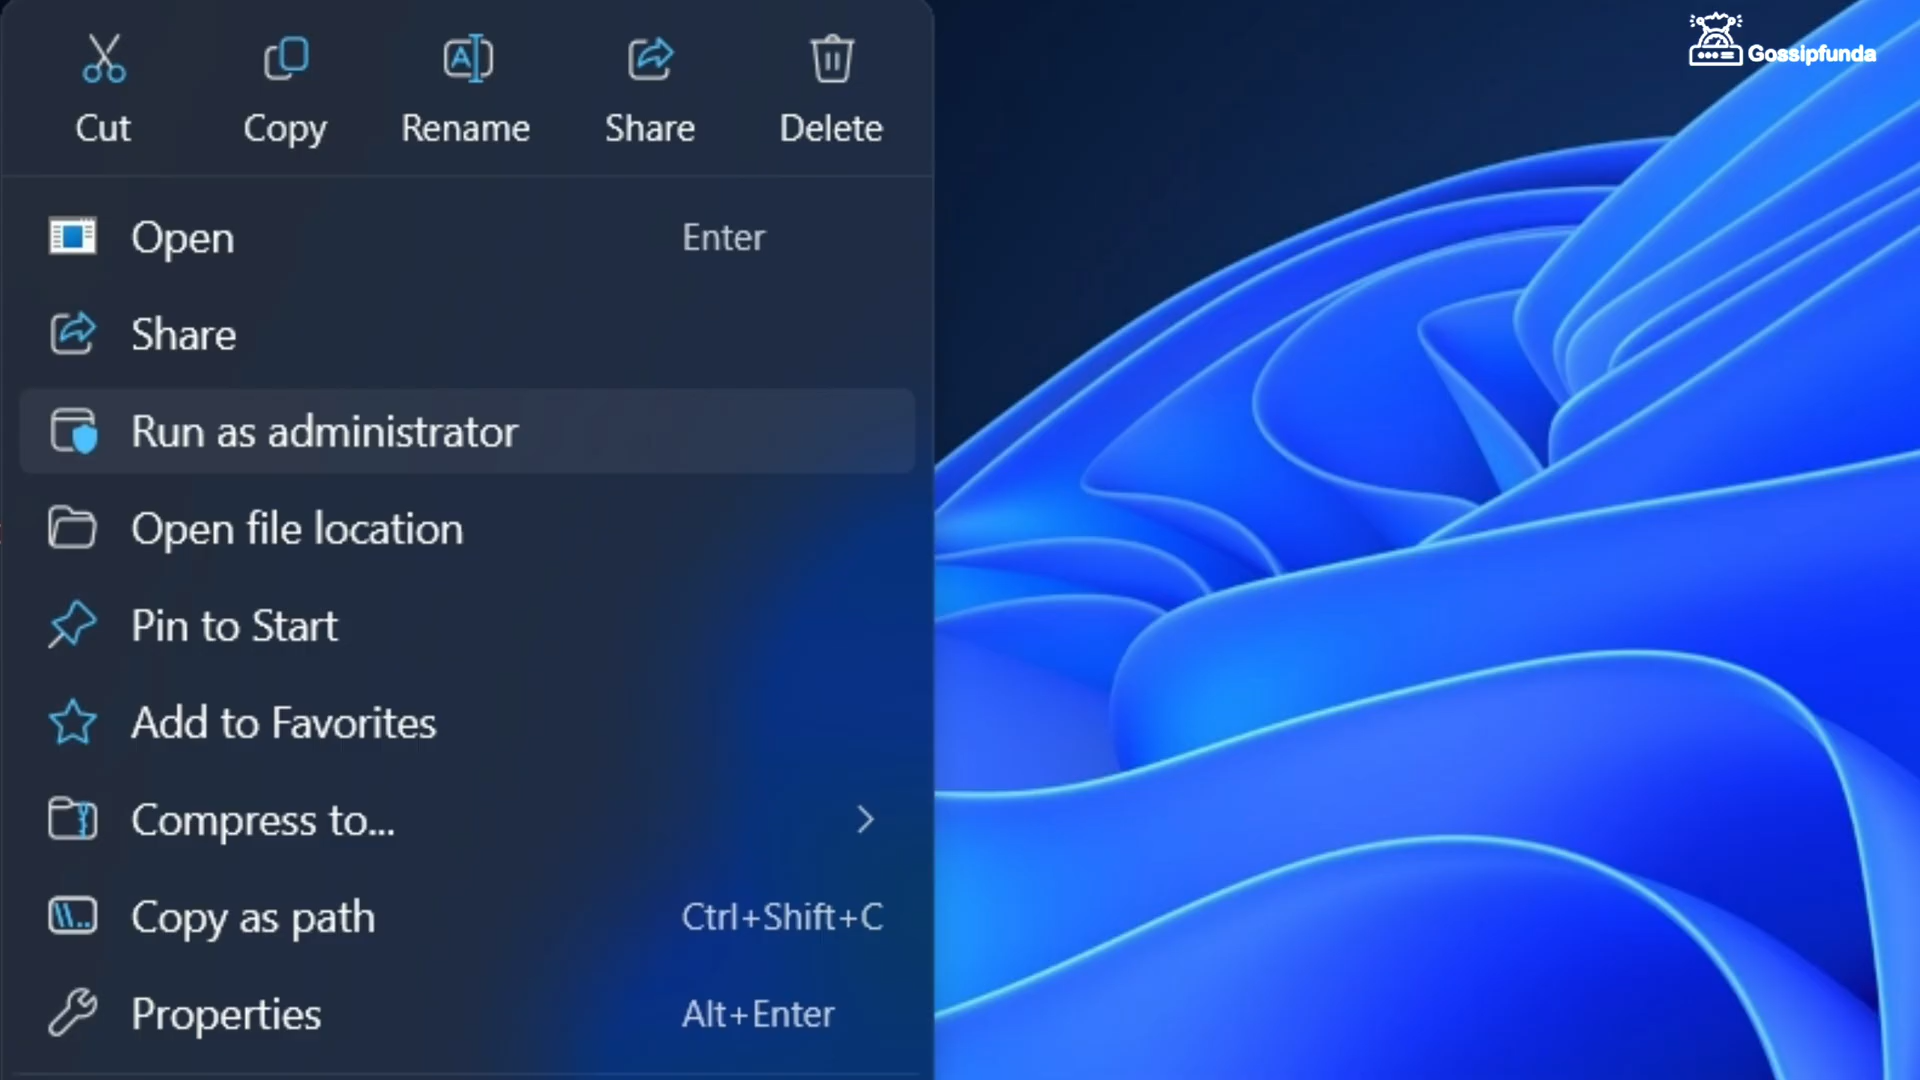 Gossipfunda
Cut
Copy
Rename
Share
Delete
Open Enter
Share
Run as administrator
Open file location
Pin to Start
Add to Favorites
Compress to...
Copy as path Ctrl+Shift+C
Properties Alt+Enter